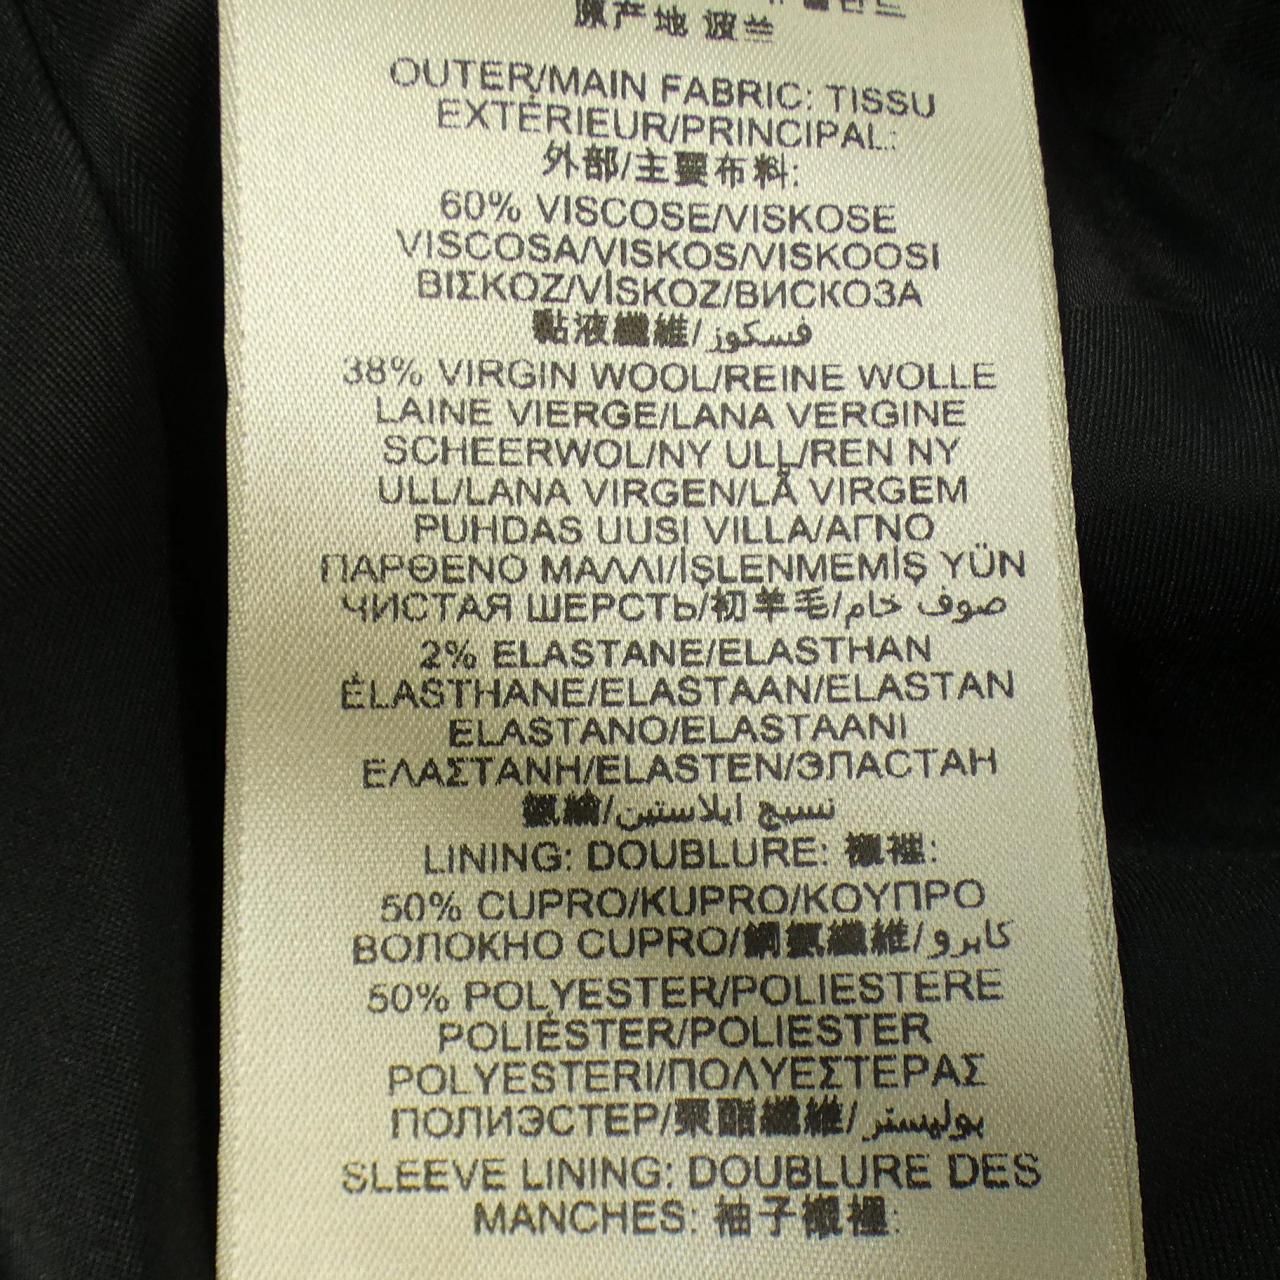 原产地 波兰
OUTER/MAIN FABRIC: TISSU
EXTÉRIEUR/PRINCIPAL:
外部/主要布料:
60% VISCOSE/VISKOSE
VISCOSA/VISKOS/VISKOOSI
ΒΙΣΚΟΖ/VİSKOZ/ВИСКОЗА
黏液纖維/فسكوز
38% VIRGIN WOOL/REINE WOLLE
LAINE VIERGE/LANA VERGINE
SCHEERWOL/NY ULL/REN NY
ULL/LANA VIRGEN/LÃ VIRGEM
PUHDAS UUSI VILLA/ΑΓΝΟ
ΠΑΡΘΕΝΟ ΜΑΛΛΙ/İŞLENMEMİŞ YÜN
ЧИСТАЯ ШЕРСТЬ/初羊毛/صوف خام
2% ELASTANE/ELASTHAN
ÉLASTHANE/ELASTAAN/ELASTAN
ELASTANO/ELASTAANI
ΕΛΑΣΤΑΝΗ/ELASTEN/ЭЛАСТАН
氨綸/نسيج ايلاستين
LINING: DOUBLURE: 襯裡:
50% CUPRO/KUPRO/ΚΟΥΠΡΟ
ВОЛОКНО CUPRO/銅氨纖維/كابرو
50% POLYESTER/POLIESTERE
POLIÉSTER/POLIESTER
POLYESTERI/ΠΟΛΥΕΣΤΕΡΑΣ
ПОЛИЭСТЕР/聚酯纖維/بوليستر
SLEEVE LINING: DOUBLURE DES
MANCHES: 袖子襯裡: